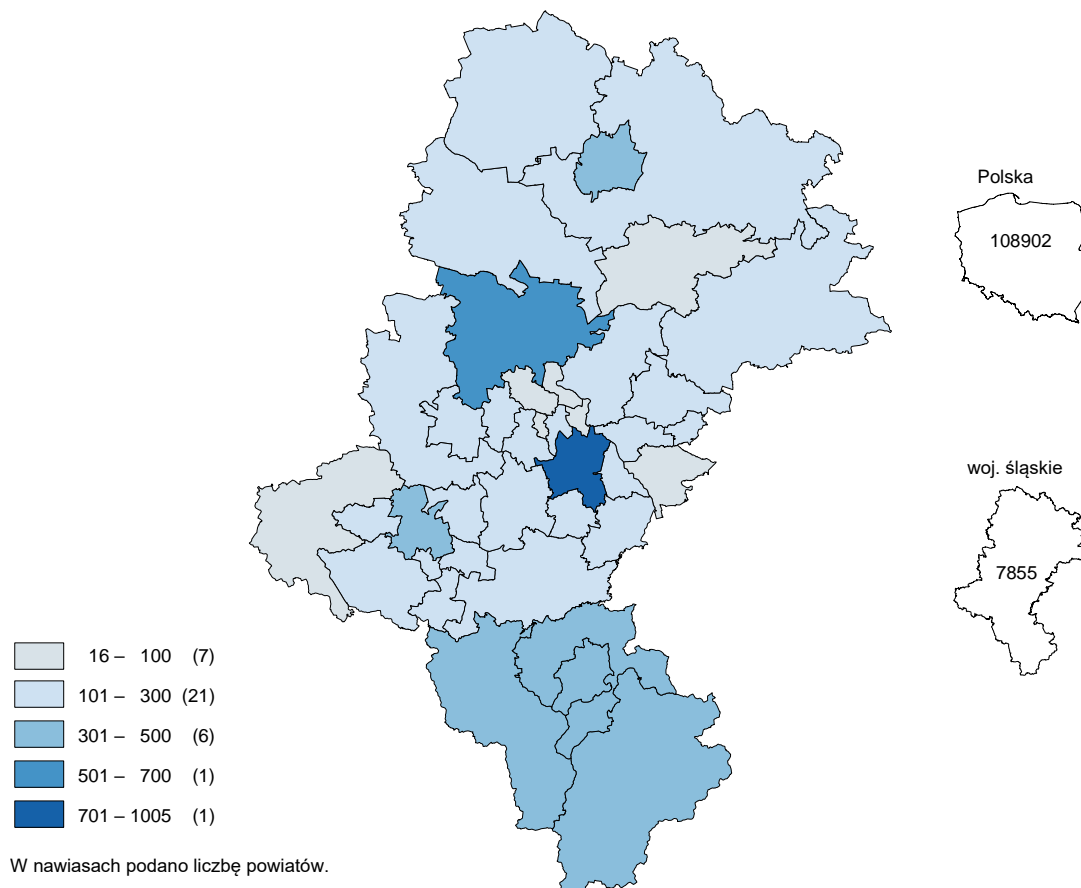 Polska
108902
woj. śląskie
7855
16 – 100 (7)
101 – 300 (21)
301 – 500 (6)
501 – 700 (1)
701 – 1005 (1)
W nawiasach podano liczbę powiatów.